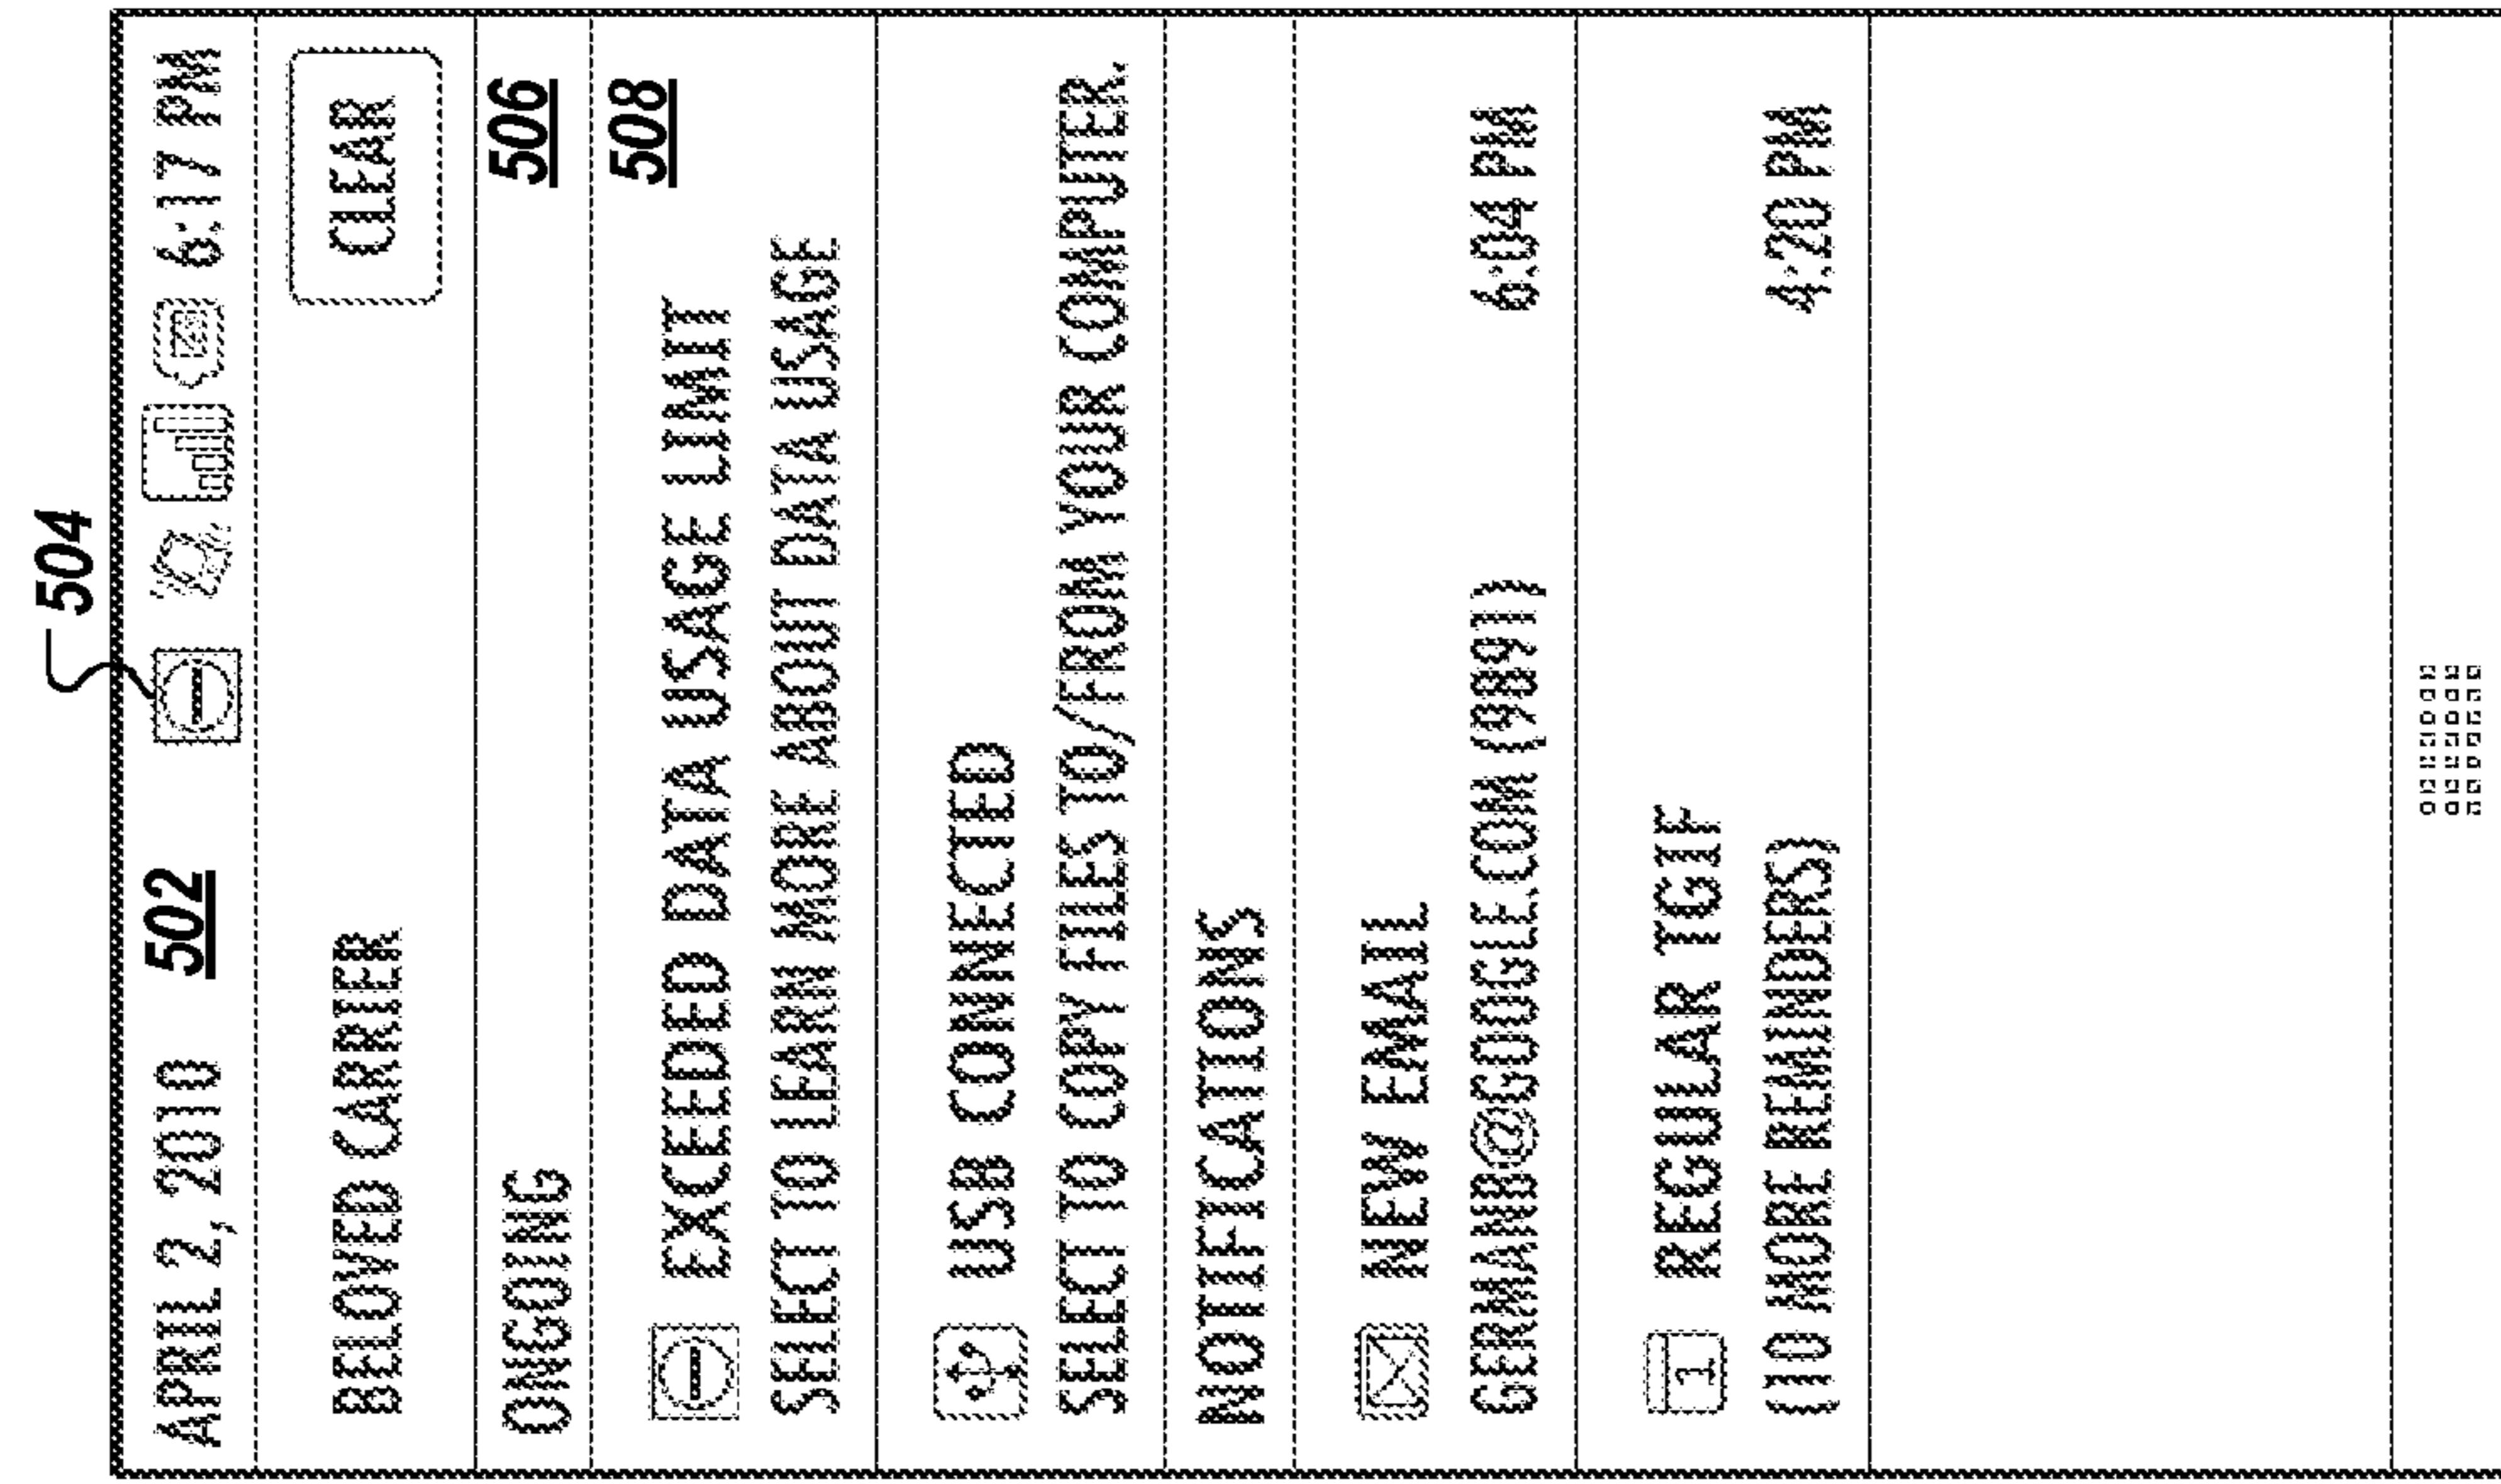 504
APRIL 2, 2010 502 6:17 PM
BELOVED CARRIER CLEAR
ONGOING 506
508
EXCEEDED DATA USAGE LIMIT
SELECT TO LEARN MORE ABOUT DATA USAGE
USB CONNECTED
SELECT TO COPY FILES TO/FROM YOUR COMPUTER.
NOTIFICATIONS
NEW EMAIL
GERMANB@GOOGLE.COM (9891) 6:04 PM
1 REGULAR TGIF
(10 MORE REMINDERS) 4:20 PM